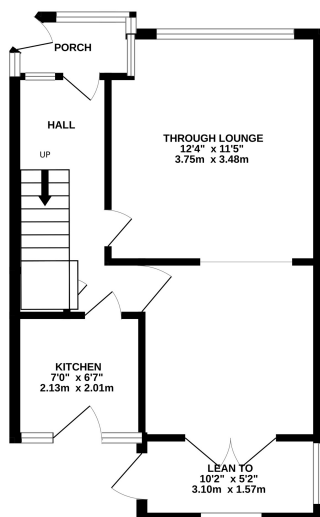 PORCH
HALL
UP
THROUGH LOUNGE
12'4" x 11'5"
3.75m x 3.48m
KITCHEN
7'0" x 6'7"
2.13m x 2.01m
LEAN TO
10'2" x 5'2"
3.10m x 1.57m